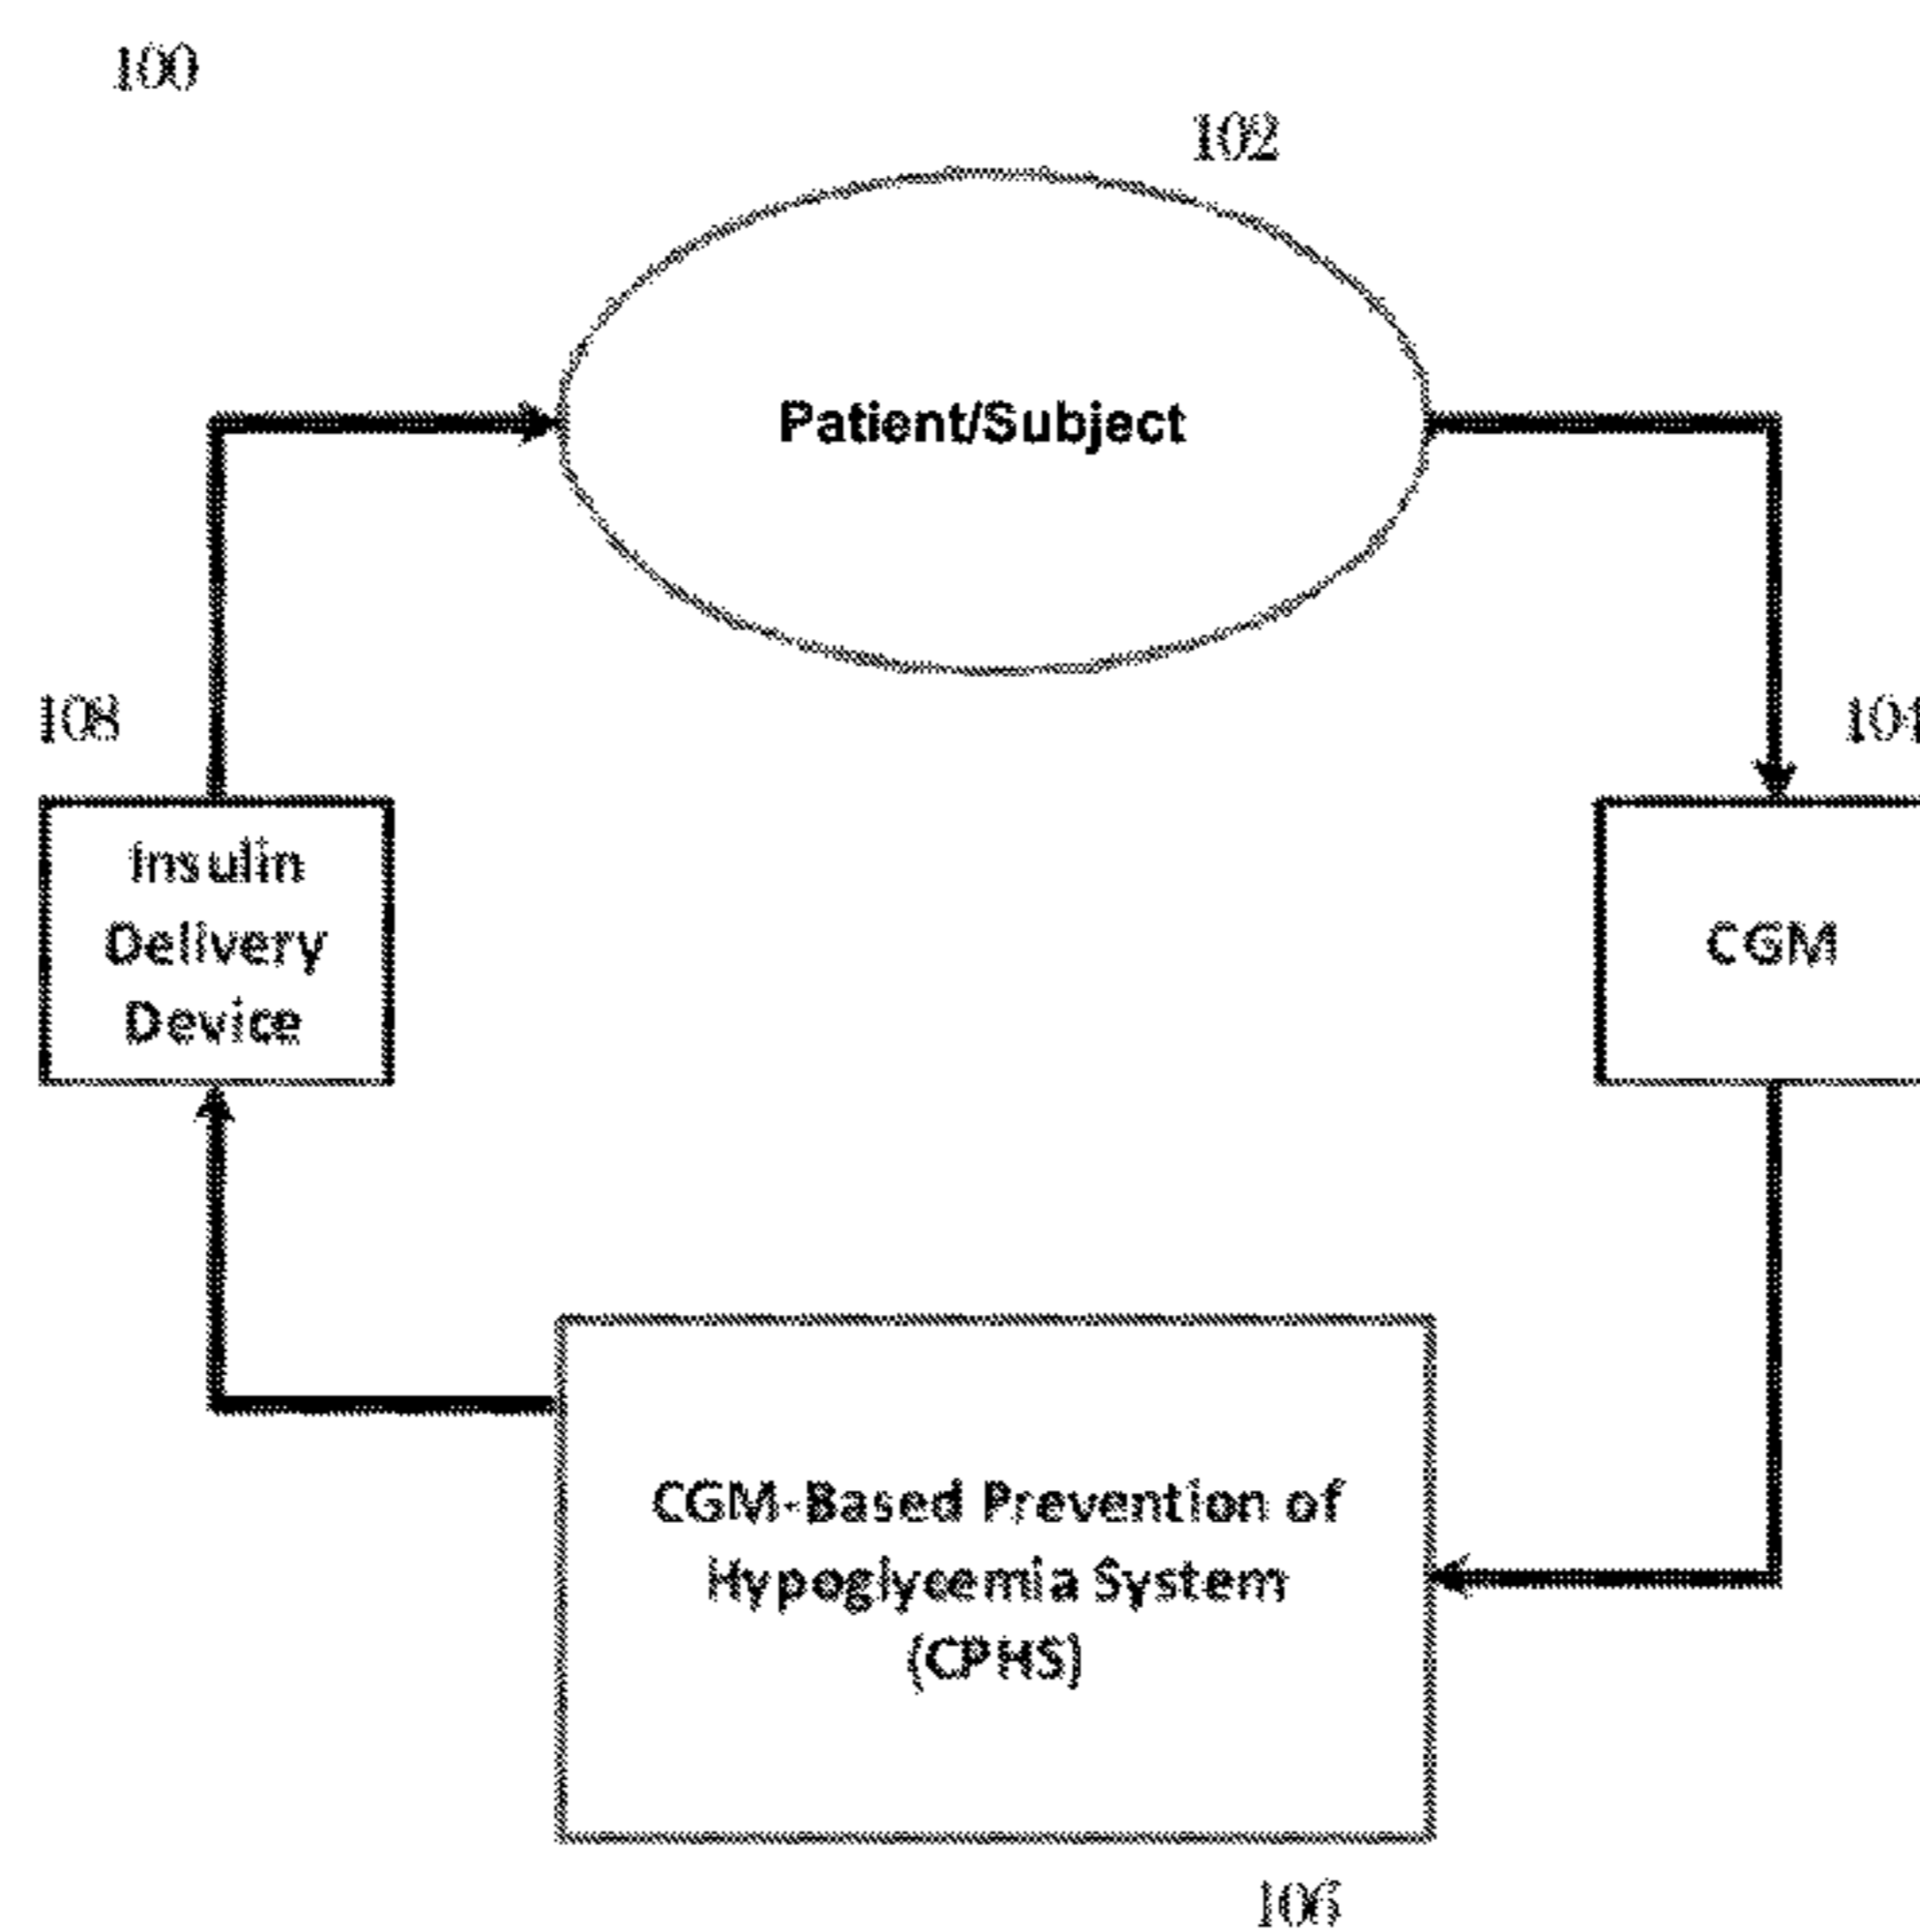 100
102
Patient/Subject
108
Insulin
Delivery
Device
CGM
CGM-Based Prevention of
Hypoglycemia System
(CPHS)
106